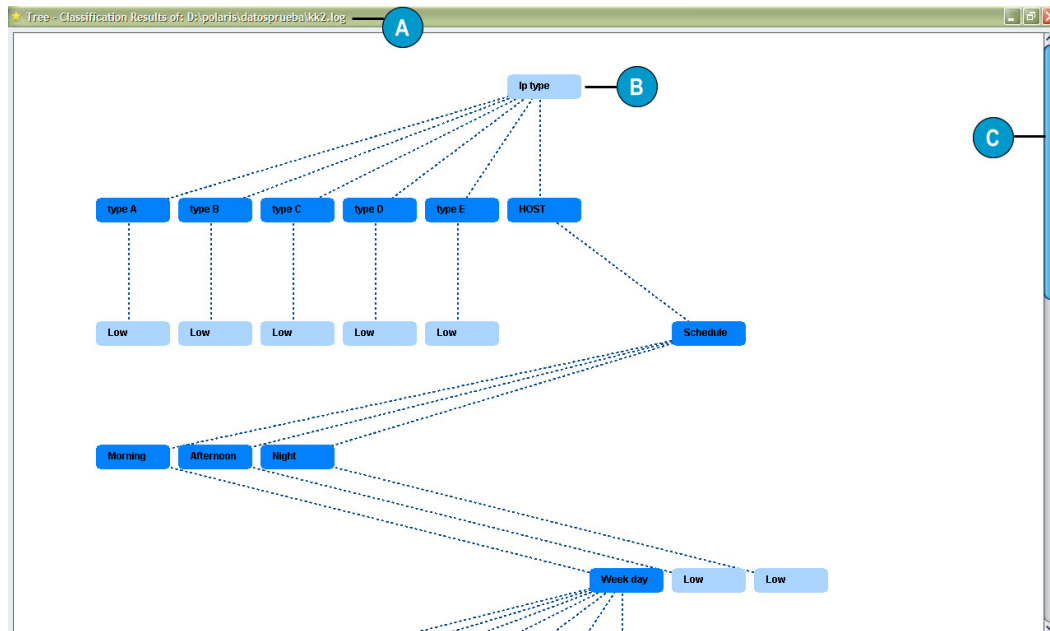 Tree - Classification Results of: D:\polaris\datosprueba\kk2.log
A
Ip type
B
C
type A type B type C type D type E HOST
Low Low Low Low Low Schedule
Morning Afternoon Night
Week day Low Low